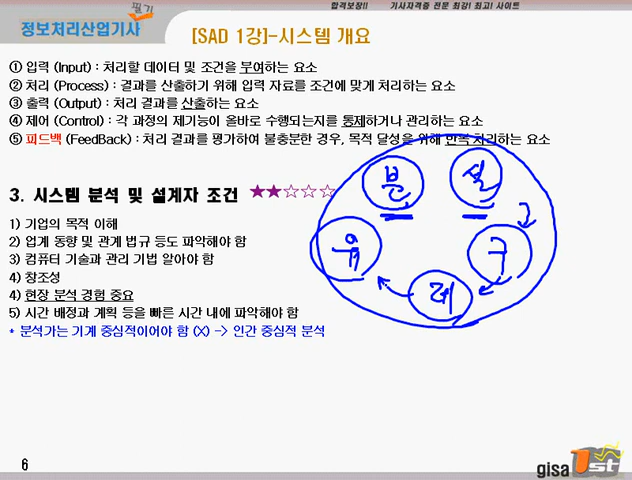 합격보장!! 기사자격증 전문 최강! 최고! 사이트
필기
정보처리산업기사
[SAD 1강]-시스템 개요
① 입력 (Input) : 처리할 데이터 및 조건을 부여하는 요소
② 처리 (Process) : 결과를 산출하기 위해 입력 자료를 조건에 맞게 처리하는 요소
③ 출력 (Output) : 처리 결과를 산출하는 요소
④ 제어 (Control) : 각 과정의 제기능이 올바로 수행되는지를 통제하거나 관리하는 요소
⑤ 피드백 (FeedBack) : 처리 결과를 평가하여 불충분한 경우, 목적 달성을 위해 반복 처리하는 요소
3. 시스템 분석 및 설계자 조건 ★★☆☆☆
1) 기업의 목적 이해
2) 업계 동향 및 관계 법규 등도 파악해야 함
3) 컴퓨터 기술과 관리 기법 알아야 함
4) 창조성
4) 현장 분석 경험 중요
5) 시간 배정과 계획 등을 빠른 시간 내에 파악해야 함
* 분석가는 기계 중심적이어야 함 (X) -> 인간 중심적 분석
분
설
구
유
6
gisa 1st